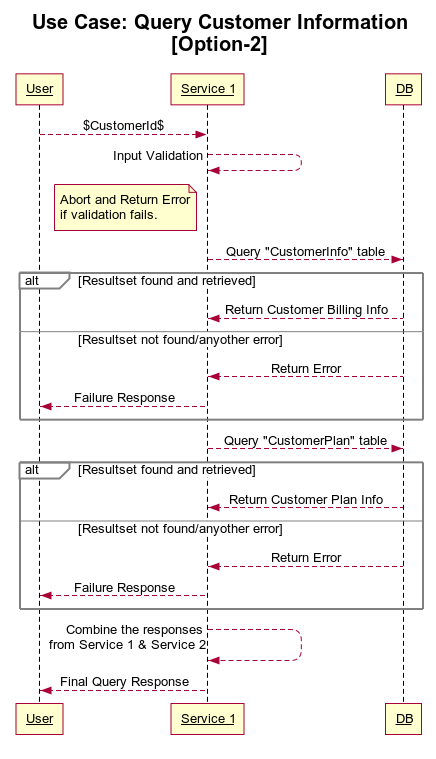 Use Case: Query Customer Information
[Option-2]
User
Service 1
DB
$CustomerId$
Input Validation
Abort and Return Error
if validation fails.
Query "CustomerInfo" table
alt
[Resultset found and retrieved]
Return Customer Billing Info
[Resultset not found/anyother error]
Return Error
Failure Response
Query "CustomerPlan" table
alt
[Resultset found and retrieved]
Return Customer Plan Info
[Resultset not found/anyother error]
Return Error
Failure Response
Combine the responses
from Service 1 & Service 2
Final Query Response
User
Service 1
DB